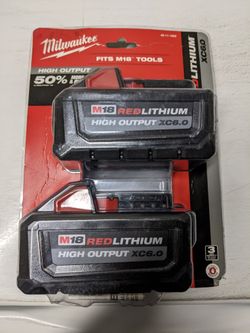 Milwaukee
FITS M18™ TOOLS
HIGH OUTPUT
50%
LITHIUM
XC6.0
M18 REDLITHIUM
HIGH OUTPUT XC6.0
M18 REDLITHIUM
HIGH OUTPUT XC6.0
3